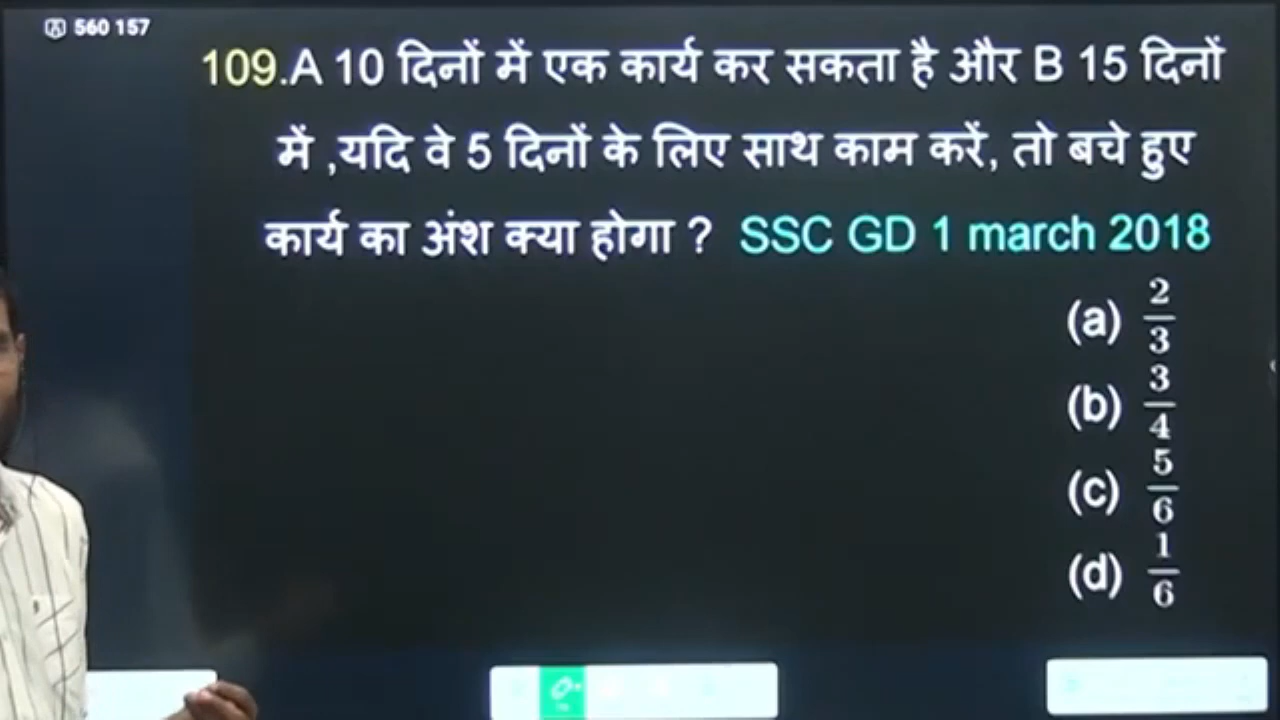 560 157
109.A 10 दिनों में एक कार्य कर सकता है और B 15 दिनों
में ,यदि वे 5 दिनों के लिए साथ काम करें, तो बचे हुए
कार्य का अंश क्या होगा ? SSC GD 1 march 2018
(a) 2/3
(b) 3/4
(c) 5/6
(d) 1/6